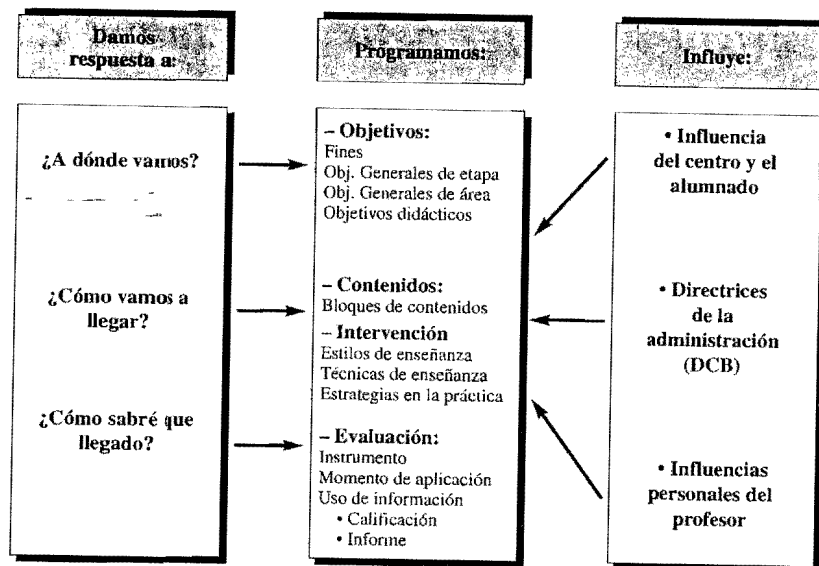 Damos
respuesta a:
¿A dónde vamos?
¿Cómo vamos a
llegar?
¿Cómo sabré que
llegado?
Programamos:
– Objetivos:
Fines
Obj. Generales de etapa
Obj. Generales de área
Objetivos didácticos
– Contenidos:
Bloques de contenidos
– Intervención
Estilos de enseñanza
Técnicas de enseñanza
Estrategias en la práctica
– Evaluación:
Instrumento
Momento de aplicación
Uso de información
• Calificación
• Informe
Influye:
• Influencia
del centro y el
alumnado
• Directrices
de la
administración
(DCB)
• Influencias
personales del
profesor